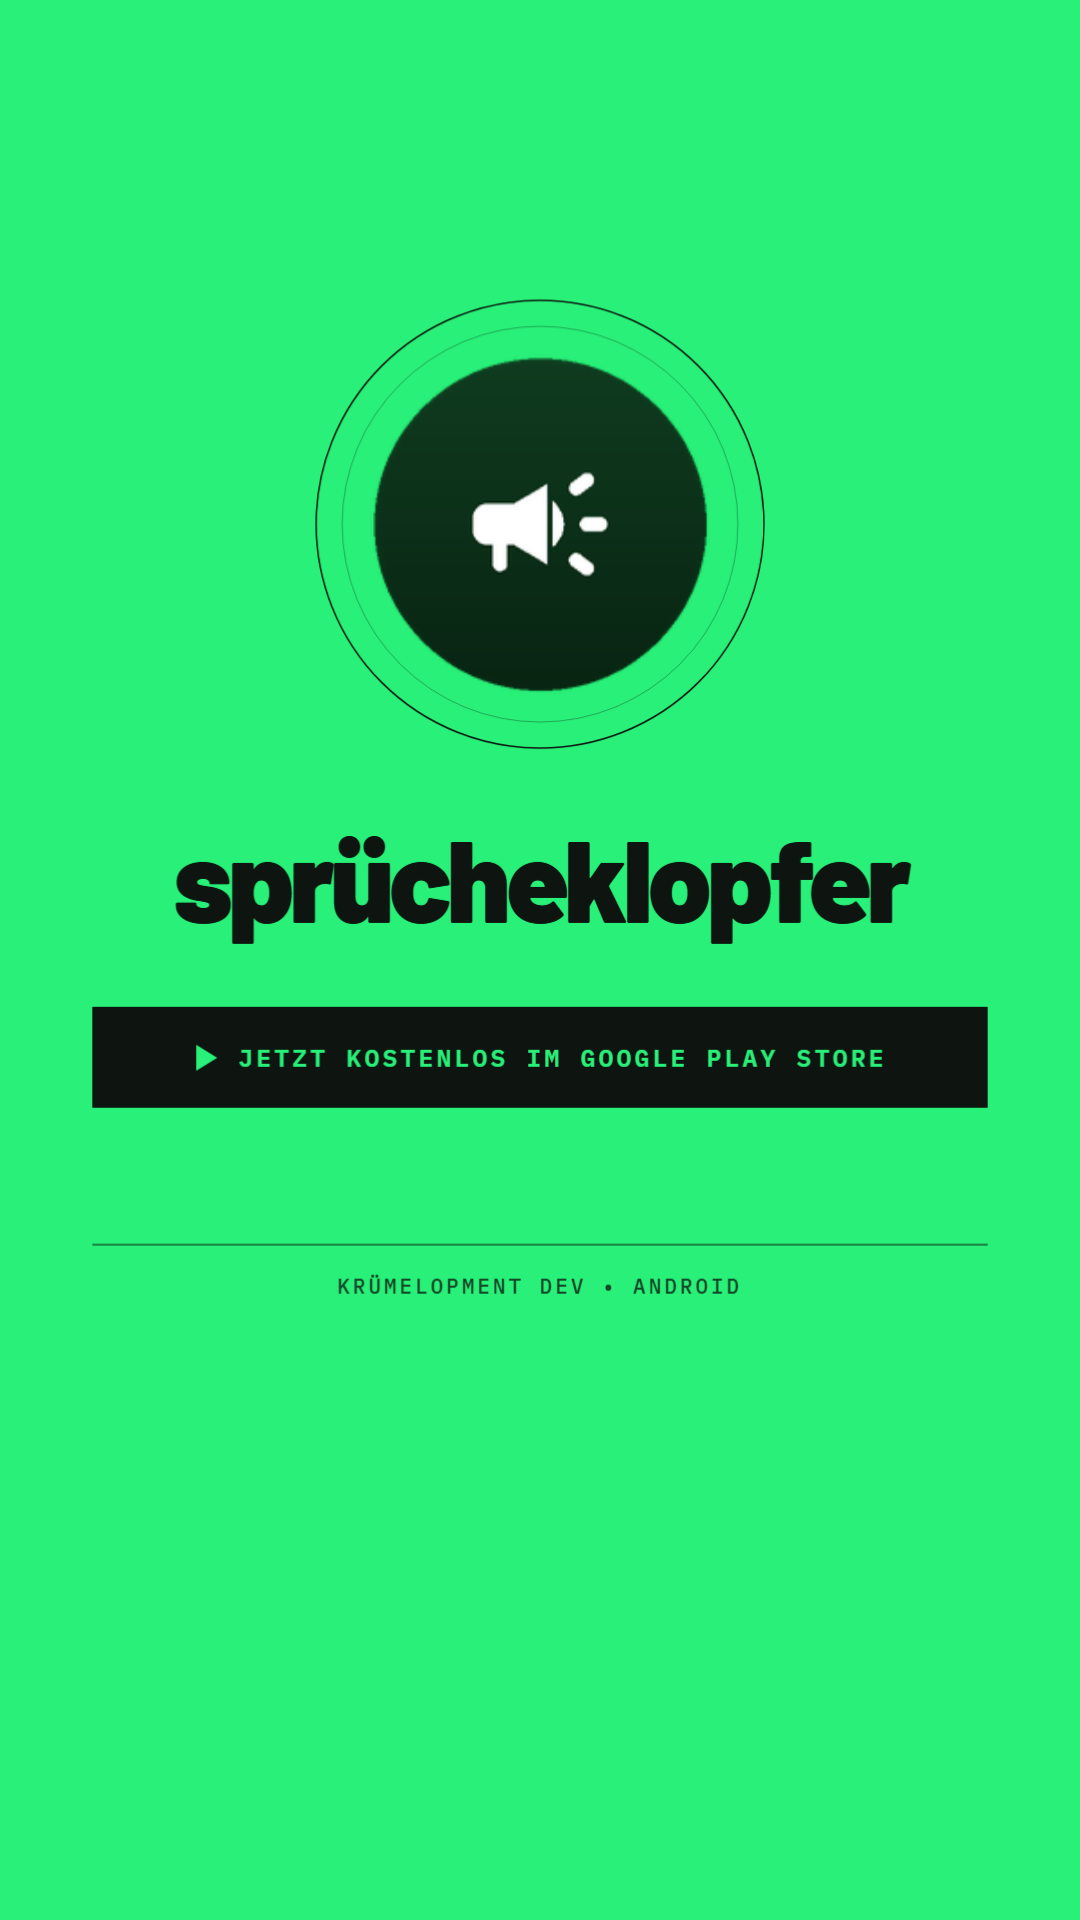 sprücheklopfer
JETZT KOSTENLOS IM GOOGLE PLAY STORE
KRÜMELOPMENT DEV • ANDROID